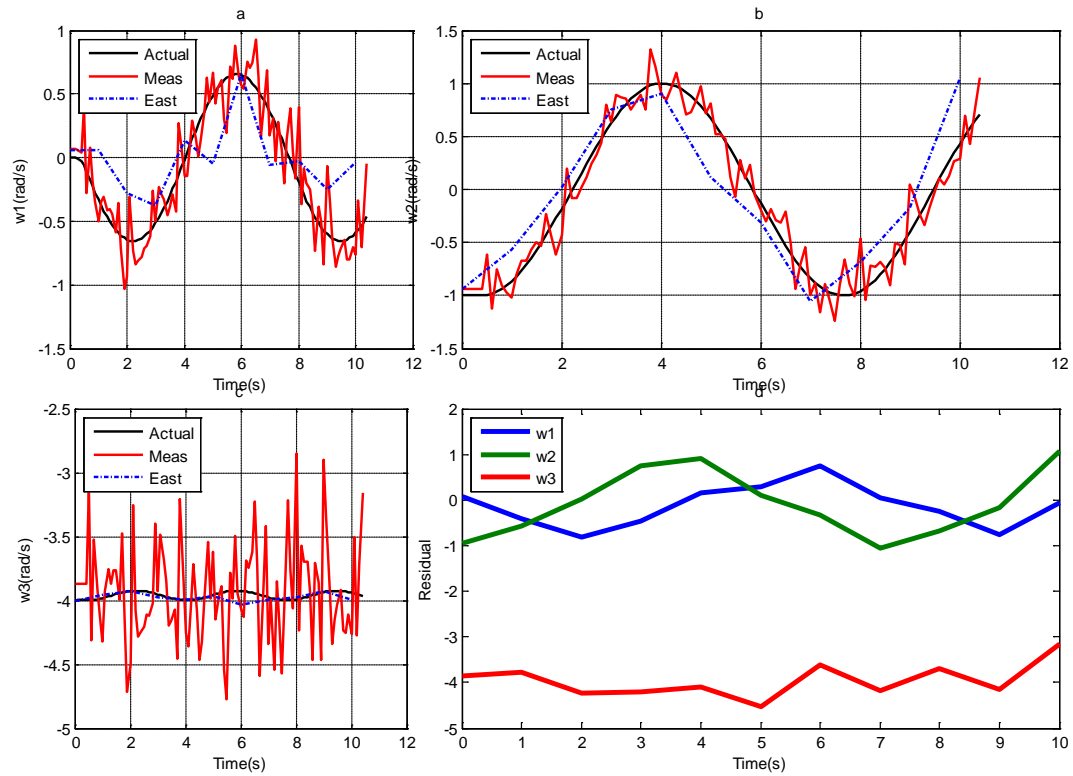 a
b
1
0.5
0
-0.5
-1
-1.5
w1(rad/s)
Actual
Meas
East
0 2 4 6 8 10 12
Time(s)
1.5
1
0.5
0
-0.5
-1
-1.5
w2(rad/s)
Actual
Meas
East
0 2 4 6 8 10 12
Time(s)
c
d
-2.5
-3
-3.5
-4
-4.5
-5
w3(rad/s)
Actual
Meas
East
0 2 4 6 8 10 12
Time(s)
2
1
0
-1
-2
-3
-4
-5
Residual
w1
w2
w3
0 1 2 3 4 5 6 7 8 9 10
Time(s)